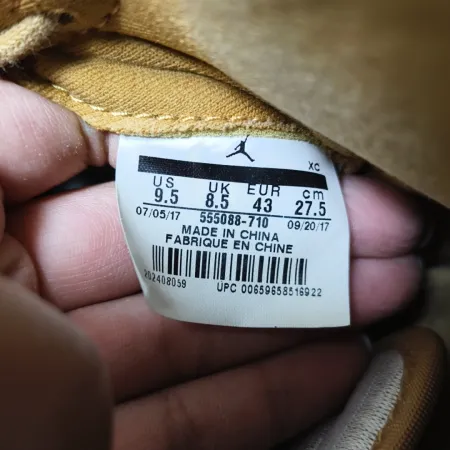 XC
US UK EUR cm
9.5 8.5 43 27.5
07/05/17 555088-710 09/20/17
MADE IN CHINA
FABRIQUE EN CHINE
202408059 UPC 00659658516922